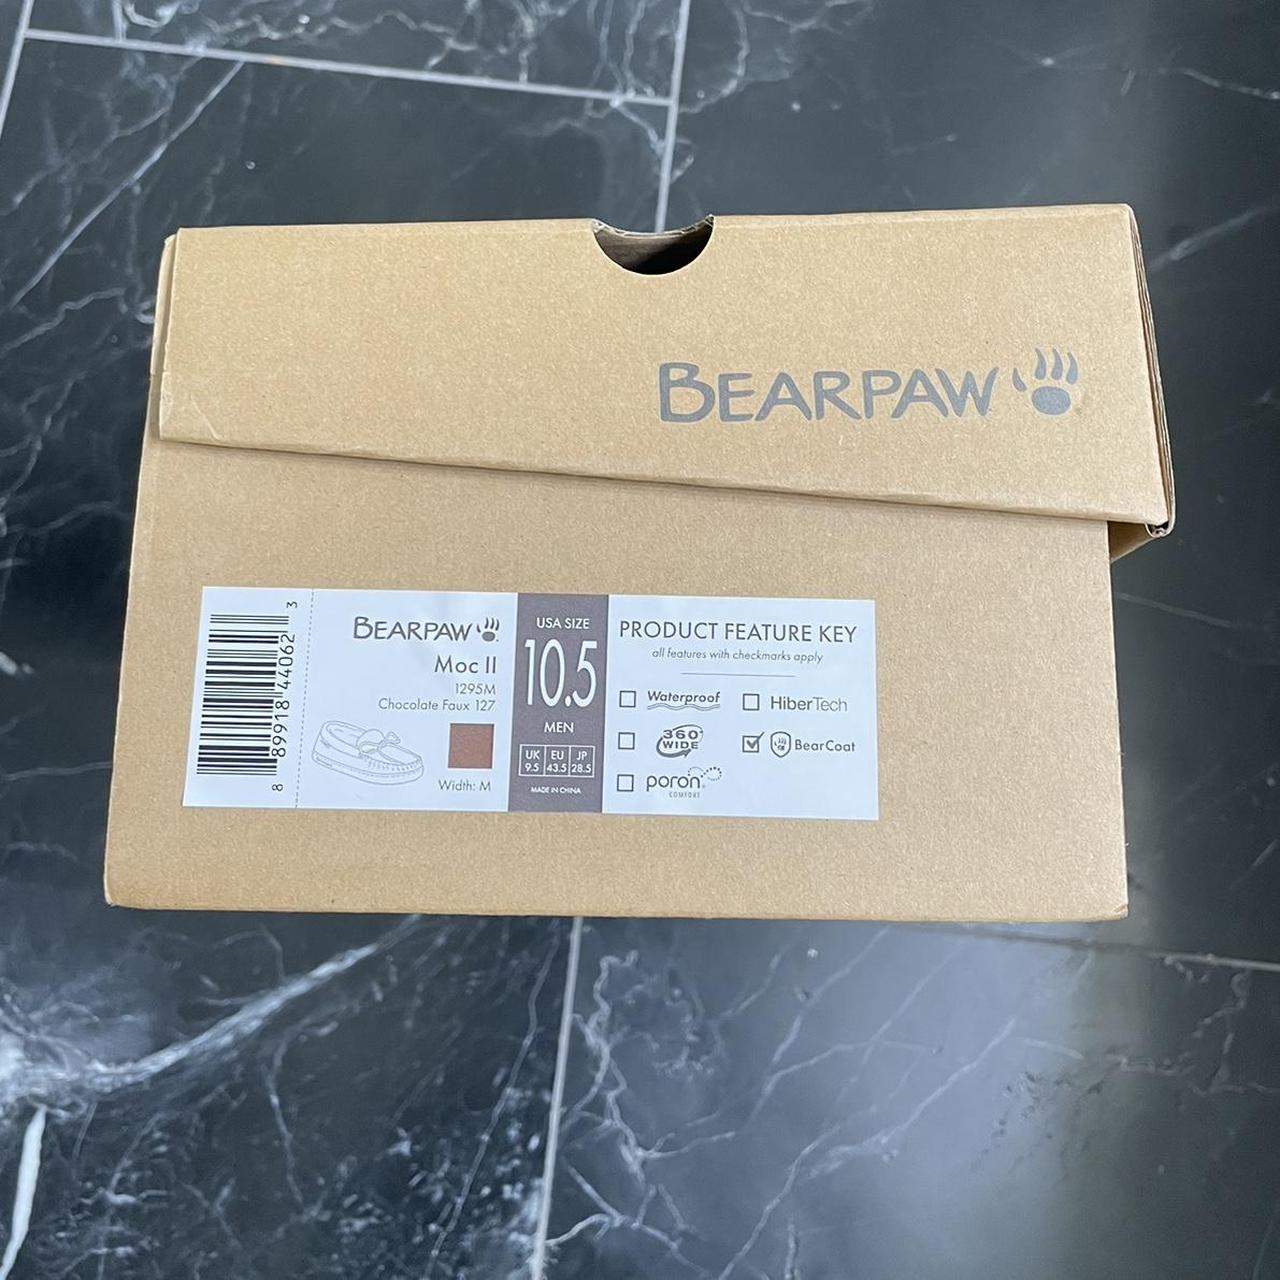 BEARPAW
8 89918 44062 3
BEARPAW
Moc II
1295M
Chocolate Faux 127
Width: M
USA SIZE
10.5
MEN
UK EU JP
9.5 43.5 28.5
MADE IN CHINA
PRODUCT FEATURE KEY
all features with checkmarks apply
Waterproof
HiberTech
360°
WIDE
BearCoat
poron®
COMFORT